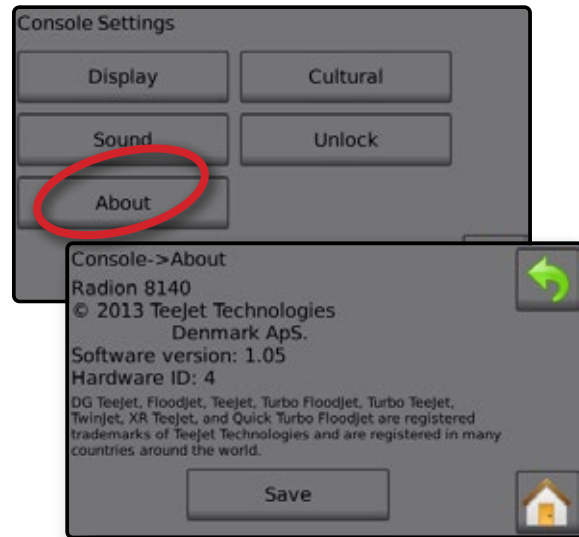 Console Settings
Display
Cultural
Sound
Unlock
About
Console->About
Radion 8140
© 2013 TeeJet Technologies
Denmark ApS.
Software version: 1.05
Hardware ID: 4
DG TeeJet, FloodJet, TeeJet, Turbo FloodJet, Turbo TeeJet,
TwinJet, XR TeeJet, and Quick Turbo FloodJet are registered
trademarks of TeeJet Technologies and are registered in many
countries around the world.
Save